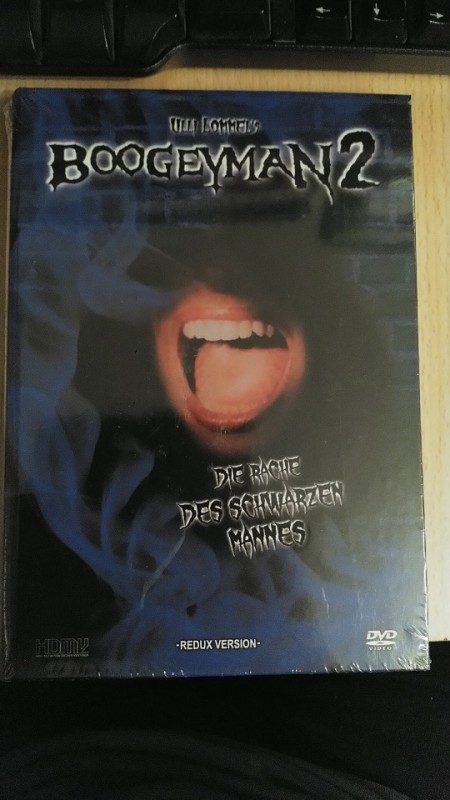 ULLI LOMMEL'S
BOOGEYMAN 2
DIE RACHE
DES SCHWARZEN
MANNES
-REDUX VERSION-
DVD
VIDEO